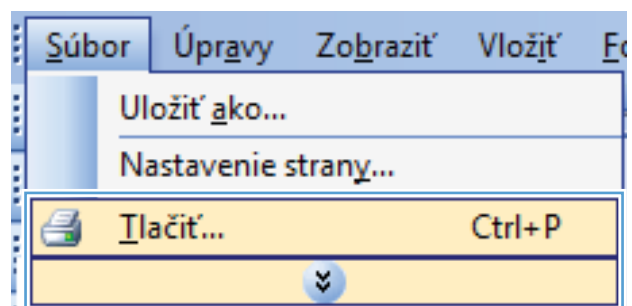 Súbor Úpravy Zobraziť Vložiť
Uložiť ako...
Nastavenie strany...
Tlačiť... Ctrl+P